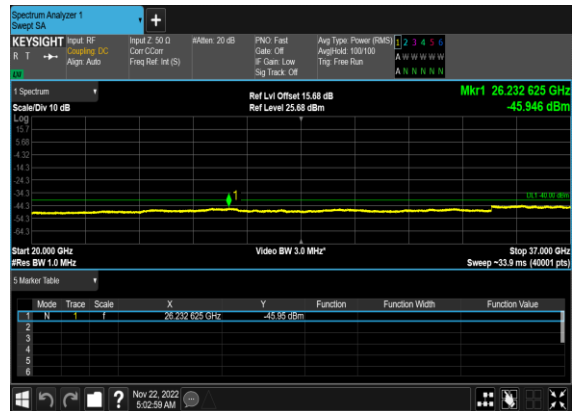 Spectrum Analyzer 1
Swept SA
+
KEYSIGHT Input: RF Input Z: 50 Ω #Atten: 20 dB PNO: Fast Avg Type: Power (RMS) 1 2 3 4 5 6
R T Coupling: DC Corr CCorr Gate: Off Avg|Hold: 100/100 A W W W W W
Align: Auto Freq Ref: Int (S) IF Gain: Low Trig: Free Run
Sig Track: Off A N N N N N
1 Spectrum Ref Lvl Offset 15.68 dB Mkr1 26.232 625 GHz
Scale/Div 10 dB Ref Level 25.68 dBm -45.946 dBm
Log
15.7
5.68
-4.32
-14.3
-24.3
-34.3 1 DL1 -40.00 dBm
-44.3
-54.3
-64.3
Start 20.000 GHz Video BW 3.0 MHz* Stop 37.000 GHz
#Res BW 1.0 MHz Sweep ~33.9 ms (40001 pts)
5 Marker Table
Mode Trace Scale X Y Function Function Width Function Value
1 N 1 f 26.232 625 GHz -45.95 dBm
2
3
4
5
6
? Nov 22, 2022
5:02:59 AM